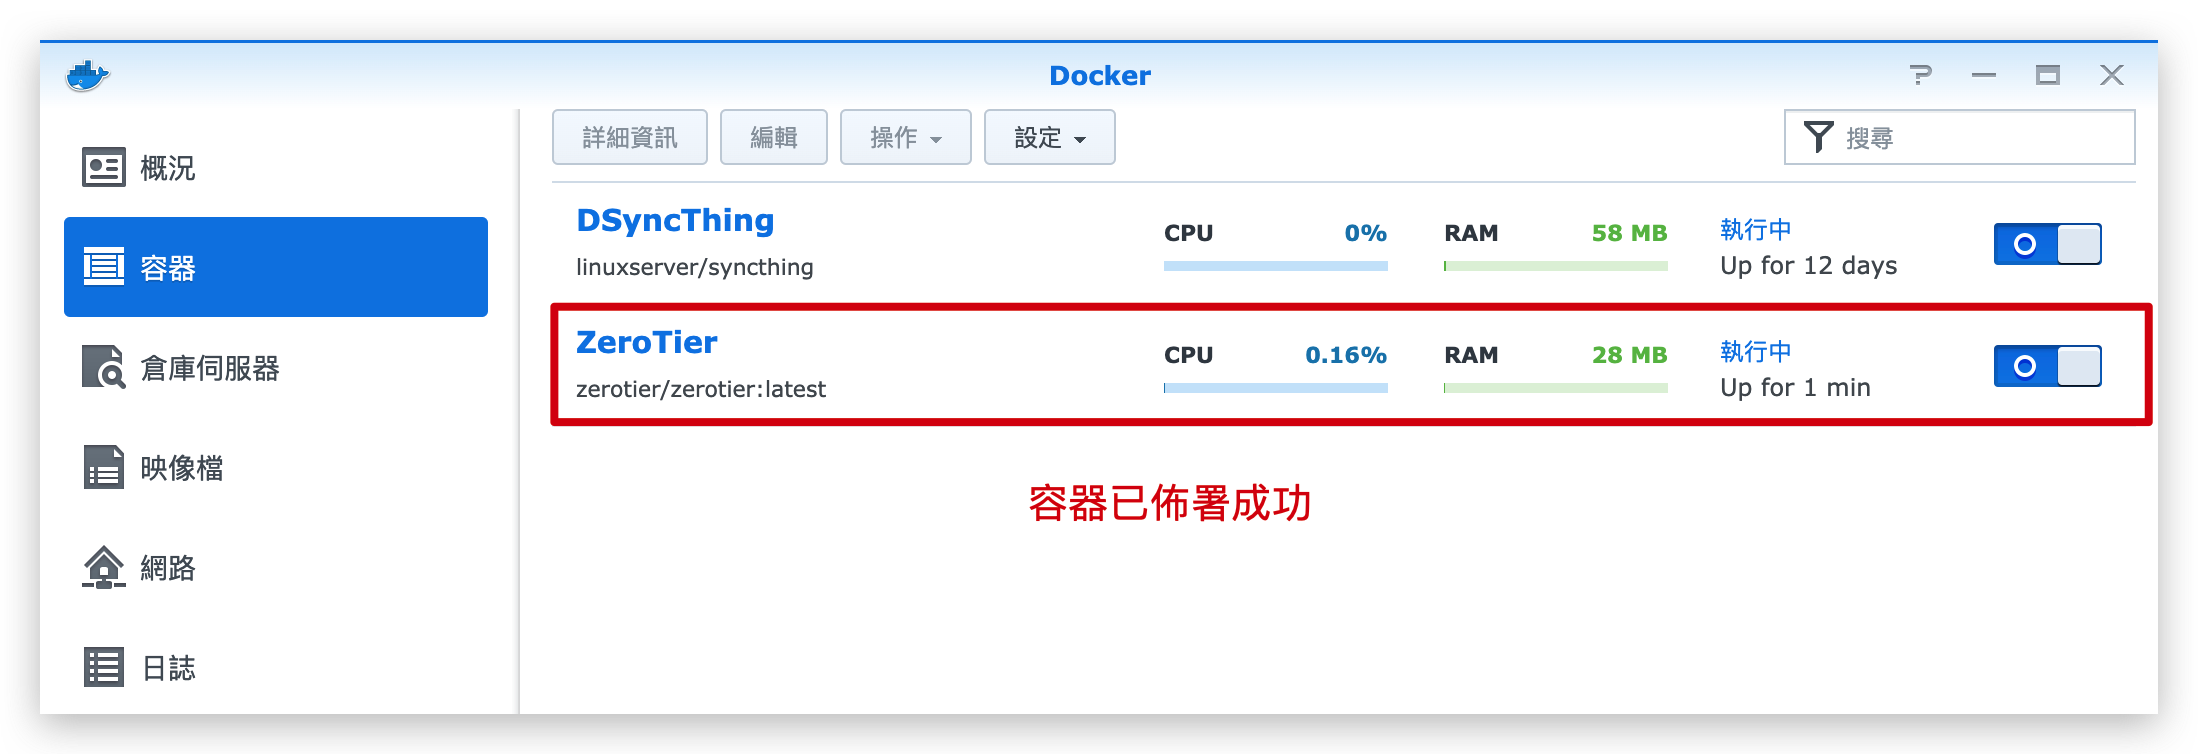 Docker
概況
容器
倉庫伺服器
映像檔
網路
日誌
詳細資訊 編輯 操作 設定 搜尋
DSyncThing
linuxserver/syncthing
CPU 0%
RAM 58 MB
執行中
Up for 12 days
ZeroTier
zerotier/zerotier:latest
CPU 0.16%
RAM 28 MB
執行中
Up for 1 min
容器已佈署成功